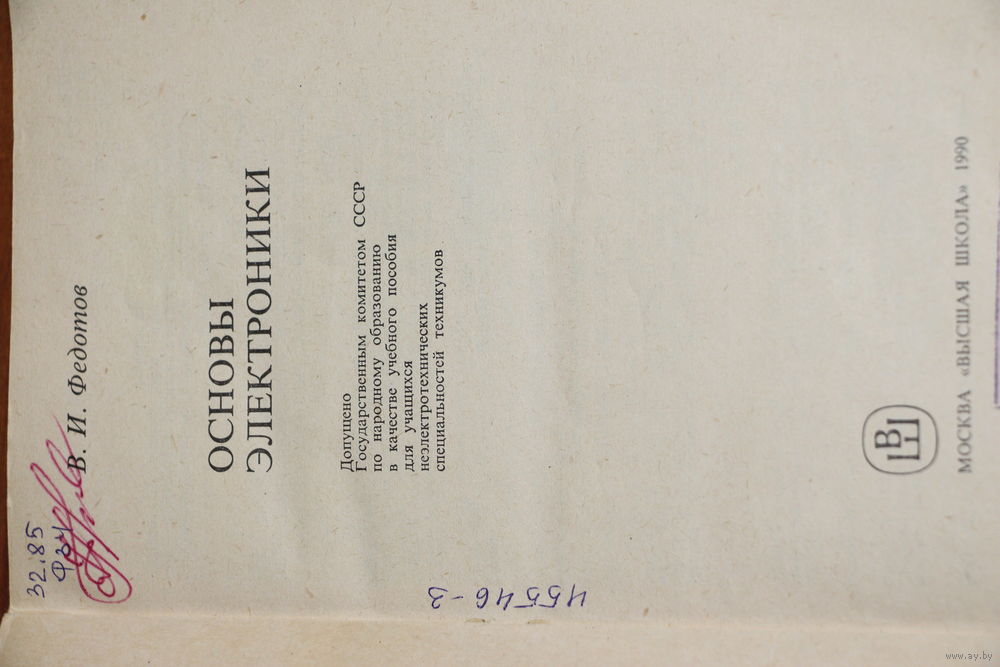 32.85
В. И. Федотов
ОСНОВЫ
ЭЛЕКТРОНИКИ
Допущено
Государственным комитетом СССР
по народному образованию
в качестве учебного пособия
для учащихся
неэлектротехнических
специальностей техникумов
45546-3
МОСКВА «ВЫСШАЯ ШКОЛА» 1990
www.ay.by